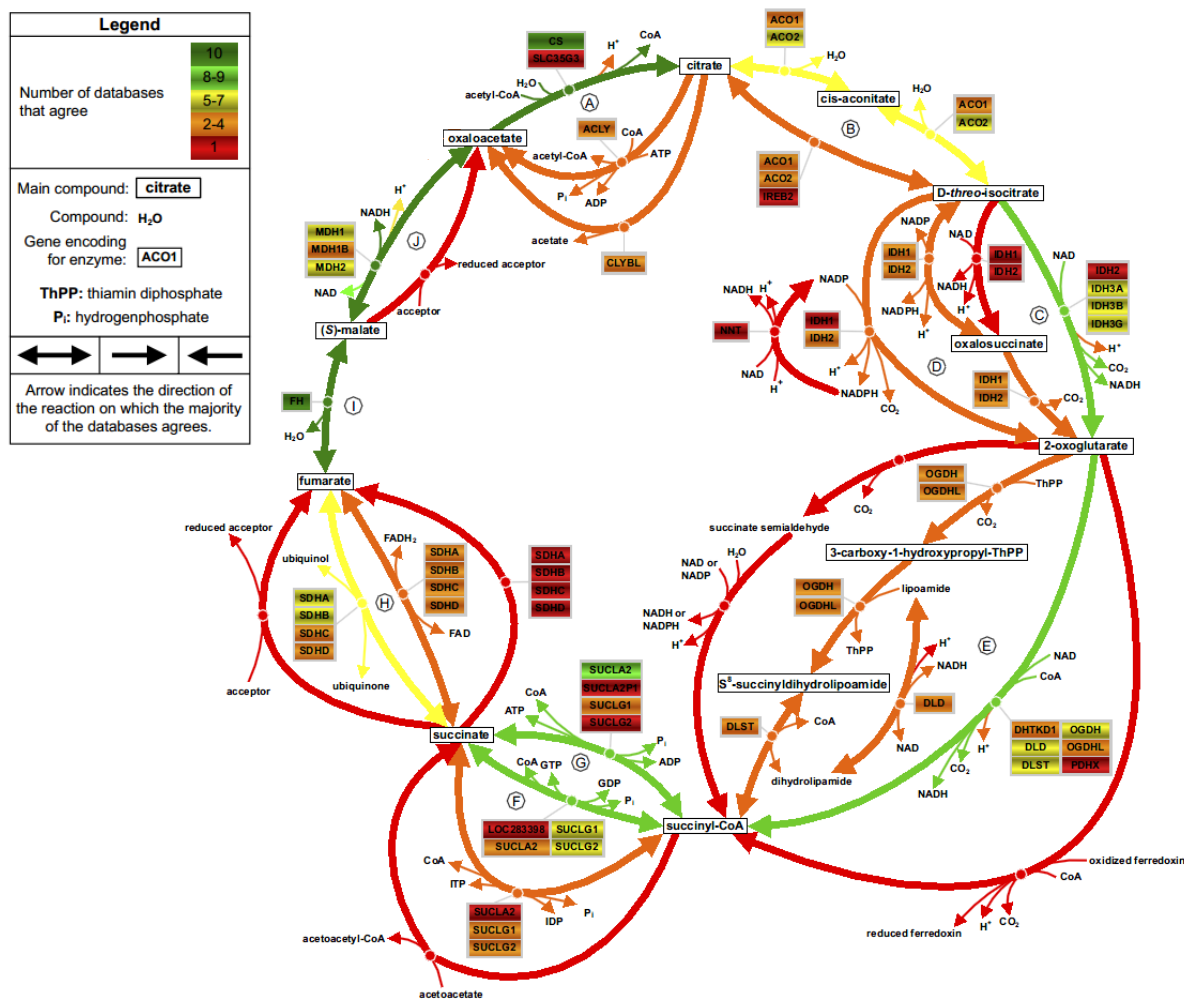 Legend
Number of databases
that agree
10
8-9
5-7
2-4
1
Main compound: citrate
Compound: H₂O
Gene encoding
for enzyme: ACO1
ThPP: thiamin diphosphate
Pᵢ: hydrogenphosphate
Arrow indicates the direction of
the reaction on which the majority
of the databases agrees.
CS
SLC35G3
H⁺
CoA
H₂O
acetyl-CoA
A
citrate
ACO1
ACO2
H₂O
cis-aconitate
H₂O
ACO1
ACO2
B
ACO1
ACO2
IREB2
D-threo-isocitrate
oxaloacetate
ACLY
CoA
acetyl-CoA
ATP
Pᵢ
ADP
acetate
CLYBL
H⁺
NADH
MDH1
MDH1B
MDH2
J
NAD
reduced acceptor
acceptor
(S)-malate
NADP
IDH1
IDH2
NADPH
H⁺
NAD
IDH1
IDH2
NADH
H⁺
oxalosuccinate
NAD
IDH2
IDH3A
IDH3B
IDH3G
C
H⁺
CO₂
NADH
NADH
H⁺
NADP
NNT
IDH1
IDH2
NAD
H⁺
H⁺
NADPH
CO₂
D
IDH1
IDH2
CO₂
2-oxoglutarate
FH
I
H₂O
fumarate
OGDH
OGDHL
ThPP
CO₂
CO₂
succinate semialdehyde
3-carboxy-1-hydroxypropyl-ThPP
reduced acceptor
ubiquinol
FADH₂
SDHA
SDHB
SDHC
SDHD
SDHA
SDHB
SDHC
SDHD
SDHA
SDHB
SDHC
SDHD
H
FAD
acceptor
ubiquinone
H₂O
NAD or
NADP
NADH or
NADPH
H⁺
OGDH
OGDHL
lipoamide
ThPP
H⁺
NADH
DLD
NAD
S⁸-succinyldihydrolipoamide
DLST
CoA
dihydrolipamide
E
NAD
CoA
DHTKD1 OGDH
DLD OGDHL
DLST PDHX
H⁺
CO₂
NADH
succinate
SUCLA2
SUCLA2P1
SUCLG1
SUCLG2
CoA
ATP
G
Pᵢ
ADP
CoA
GTP
GDP
Pᵢ
F
LOC283398 SUCLG1
SUCLA2 SUCLG2
succinyl-CoA
CoA
ITP
IDP
Pᵢ
SUCLA2
SUCLG1
SUCLG2
oxidized ferredoxin
CoA
CO₂
H⁺
reduced ferredoxin
acetoacetyl-CoA
acetoacetate